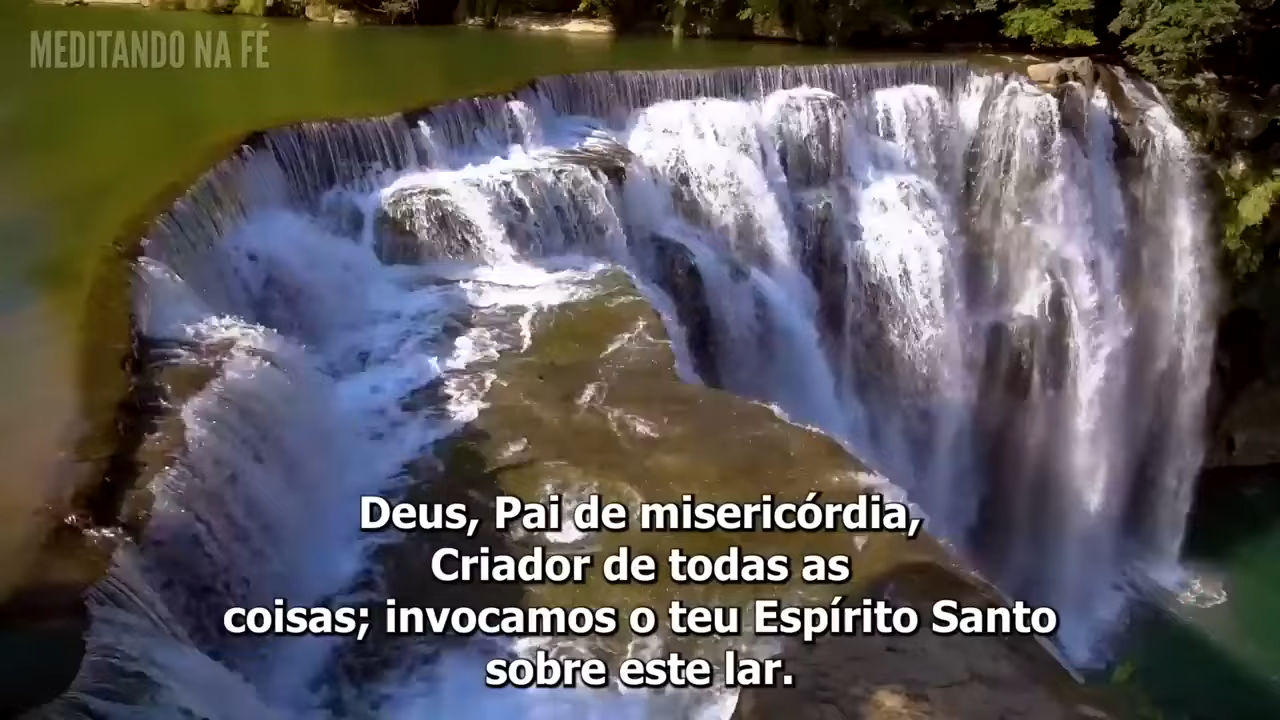 MEDITANDO NA FÉ
Deus, Pai de misericórdia,
Criador de todas as
coisas; invocamos o teu Espírito Santo
sobre este lar.